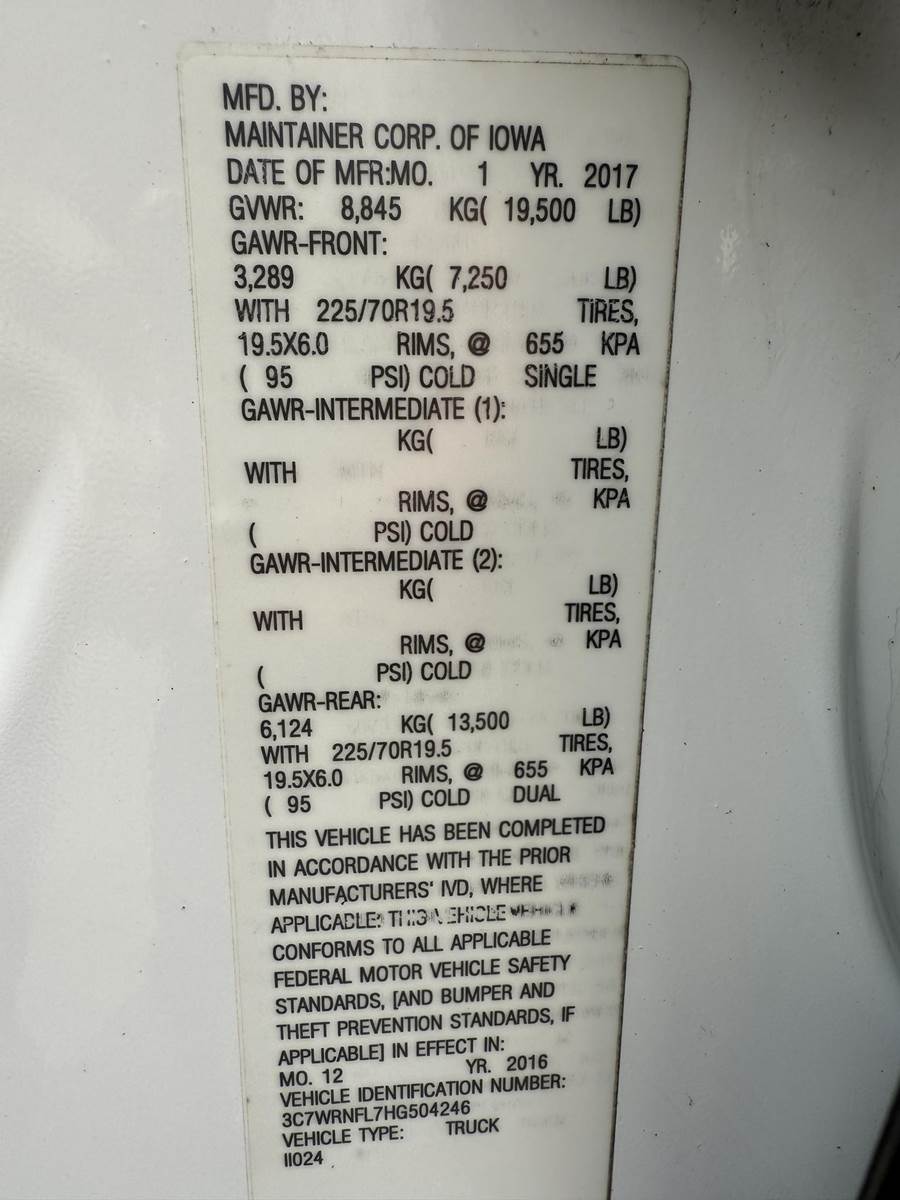 MFD. BY:
MAINTAINER CORP. OF IOWA
DATE OF MFR:MO. 1 YR. 2017
GVWR: 8,845 KG( 19,500 LB)
GAWR-FRONT:
3,289 KG( 7,250 LB)
WITH 225/70R19.5 TIRES,
19.5X6.0 RIMS, @ 655 KPA
( 95 PSI) COLD SINGLE
GAWR-INTERMEDIATE (1):
KG( LB)
WITH TIRES,
RIMS, @ KPA
( PSI) COLD
GAWR-INTERMEDIATE (2):
KG( LB)
WITH TIRES,
RIMS, @ KPA
( PSI) COLD
GAWR-REAR:
6,124 KG( 13,500 LB)
WITH 225/70R19.5 TIRES,
19.5X6.0 RIMS, @ 655 KPA
( 95 PSI) COLD DUAL
THIS VEHICLE HAS BEEN COMPLETED
IN ACCORDANCE WITH THE PRIOR
MANUFACTURERS' IVD, WHERE
APPLICABLE. THIS VEHICLE
CONFORMS TO ALL APPLICABLE
FEDERAL MOTOR VEHICLE SAFETY
STANDARDS, [AND BUMPER AND
THEFT PREVENTION STANDARDS, IF
APPLICABLE] IN EFFECT IN:
MO. 12 YR. 2016
VEHICLE IDENTIFICATION NUMBER:
3C7WRNFL7HG504246
VEHICLE TYPE: TRUCK
II024